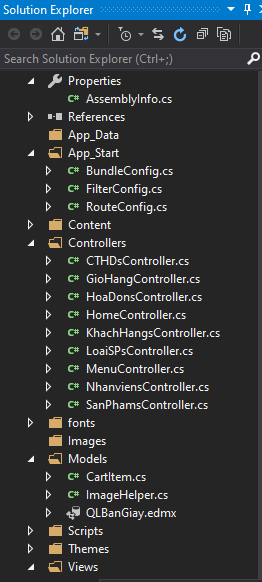 Solution Explorer
Search Solution Explorer (Ctrl+;)
Properties
C# AssemblyInfo.cs
References
App_Data
App_Start
C# BundleConfig.cs
C# FilterConfig.cs
C# RouteConfig.cs
Content
Controllers
C# CTHDsController.cs
C# GioHangController.cs
C# HoaDonsController.cs
C# HomeController.cs
C# KhachHangsController.cs
C# LoaiSPsController.cs
C# MenuController.cs
C# NhanviensController.cs
C# SanPhamsController.cs
fonts
Images
Models
C# CartItem.cs
C# ImageHelper.cs
QLBanGiay.edmx
Scripts
Themes
Views